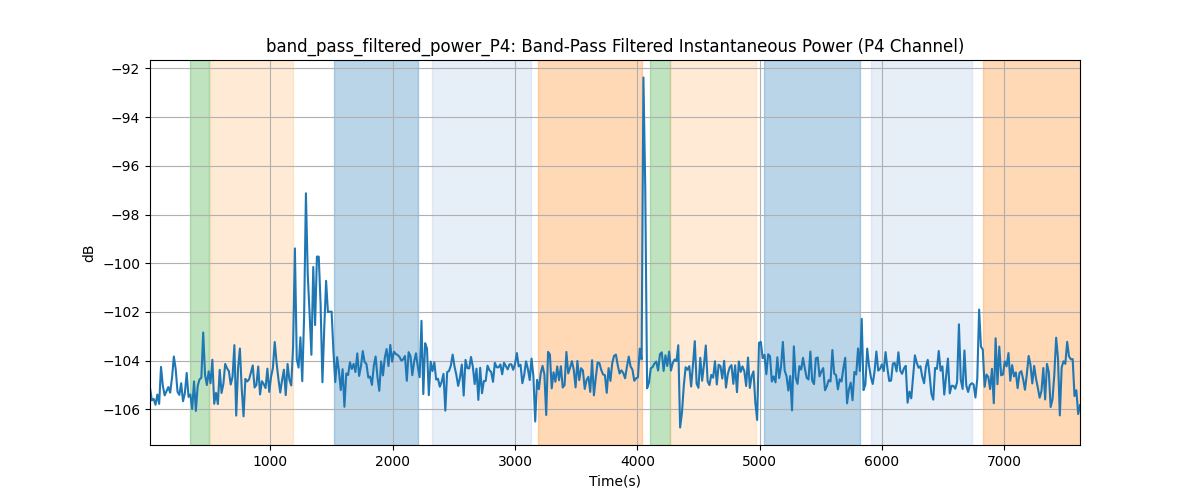 band_pass_filtered_power_P4: Band-Pass Filtered Instantaneous Power (P4 Channel)
−92
−94
−96
−98
−100
−102
−104
−106
dB
1000 2000 3000 4000 5000 6000 7000
Time(s)